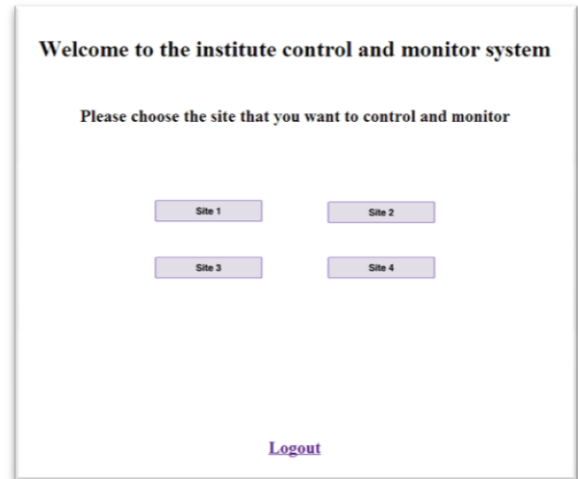 Welcome to the institute control and monitor system
Please choose the site that you want to control and monitor
Site 1
Site 2
Site 3
Site 4
Logout